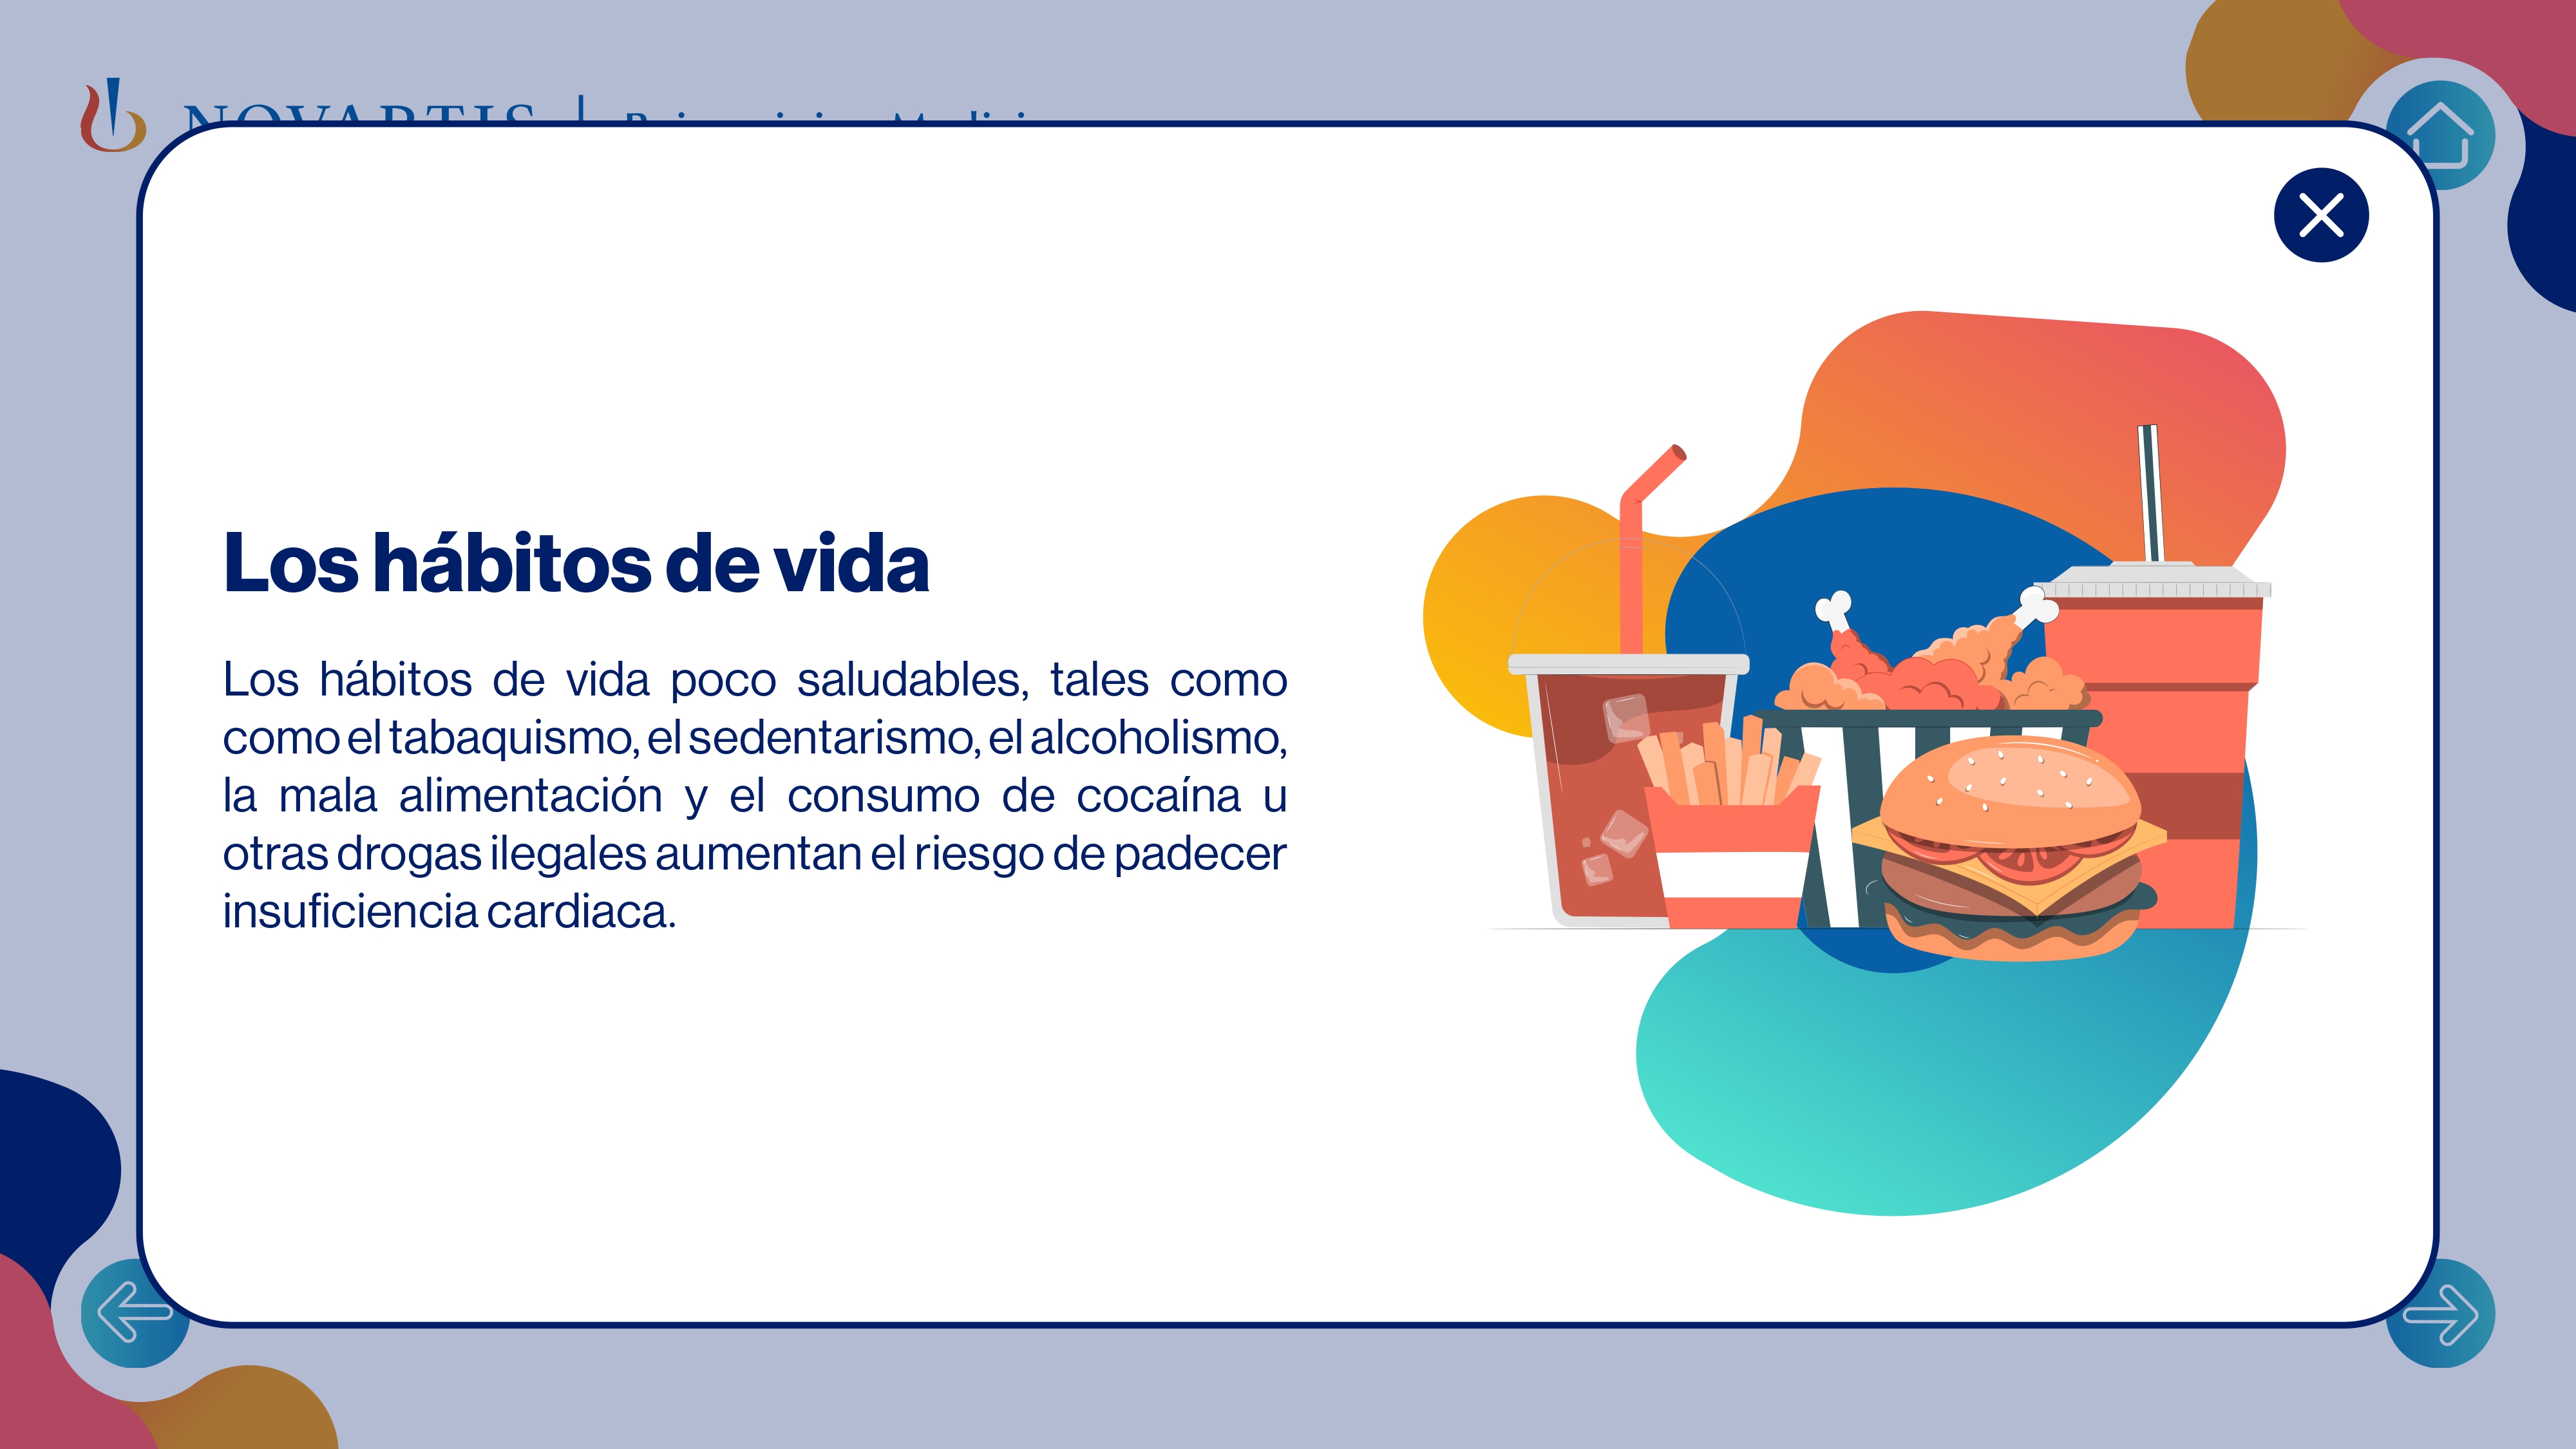 NOVARTIS
Los hábitos de vida
Los hábitos de vida poco saludables, tales como
como el tabaquismo, el sedentarismo, el alcoholismo,
la mala alimentación y el consumo de cocaína u
otras drogas ilegales aumentan el riesgo de padecer
insuficiencia cardiaca.